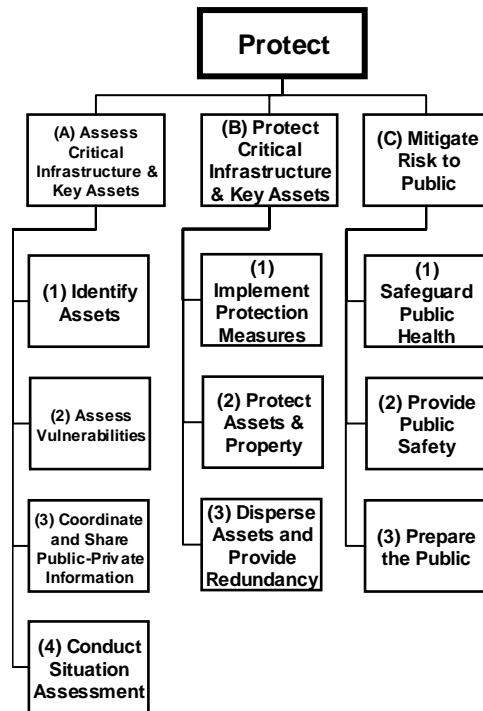 Protect
(A) Assess
Critical
Infrastructure &
Key Assets
(B) Protect
Critical
Infrastructure
& Key Assets
(C) Mitigate
Risk to
Public
(1) Identify
Assets
(2) Assess
Vulnerabilities
(3) Coordinate
and Share
Public-Private
Information
(4) Conduct
Situation
Assessment
(1)
Implement
Protection
Measures
(2) Protect
Assets &
Property
(3) Disperse
Assets and
Provide
Redundancy
(1)
Safeguard
Public
Health
(2) Provide
Public
Safety
(3) Prepare
the Public